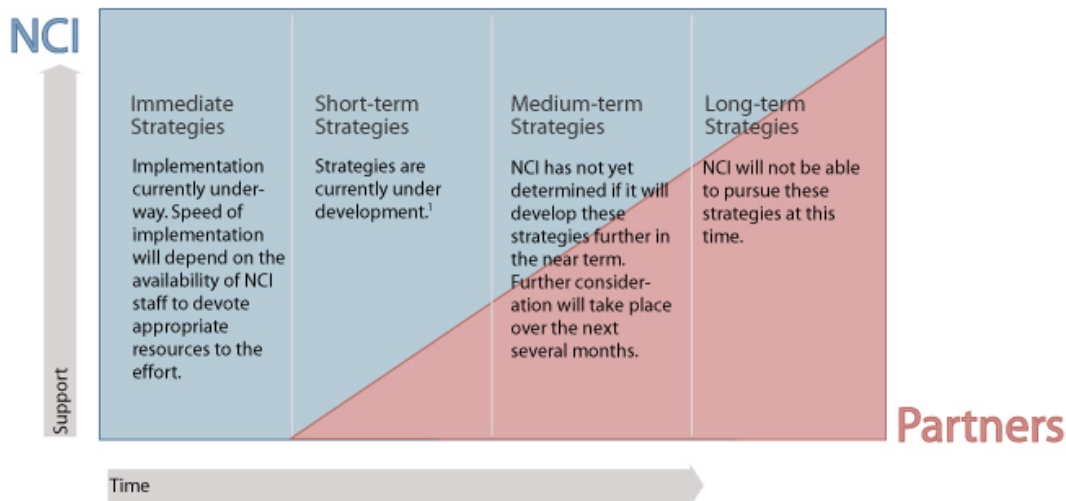 NCI
Immediate
Strategies
Implementation
currently under-
way. Speed of
implementation
will depend on the
availability of NCI
staff to devote
appropriate
resources to the
effort.
Short-term
Strategies
Strategies are
currently under
development.¹
Medium-term
Strategies
NCI has not yet
determined if it will
develop these
strategies further in
the near term.
Further consider-
ation will take place
over the next
several months.
Long-term
Strategies
NCI will not be able
to pursue these
strategies at this
time.
Support
Partners
Time